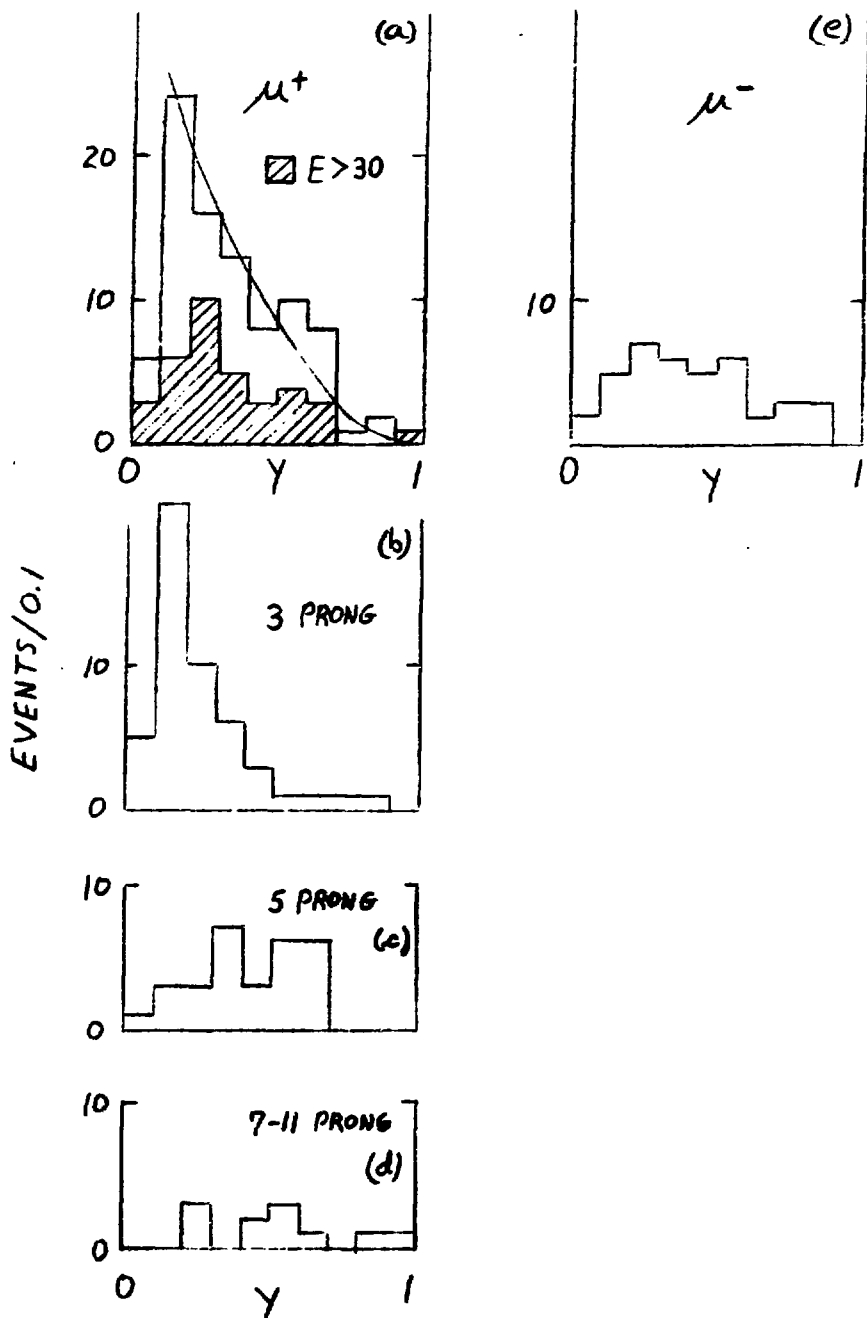 (a)
μ+
E>30
20
10
0
0 Y 1
(e)
μ-
10
0 Y 1
EVENTS/0.1
(b)
3 PRONG
10
0
10
5 PRONG
(c)
0
10
7-11 PRONG
(d)
0
0 Y 1